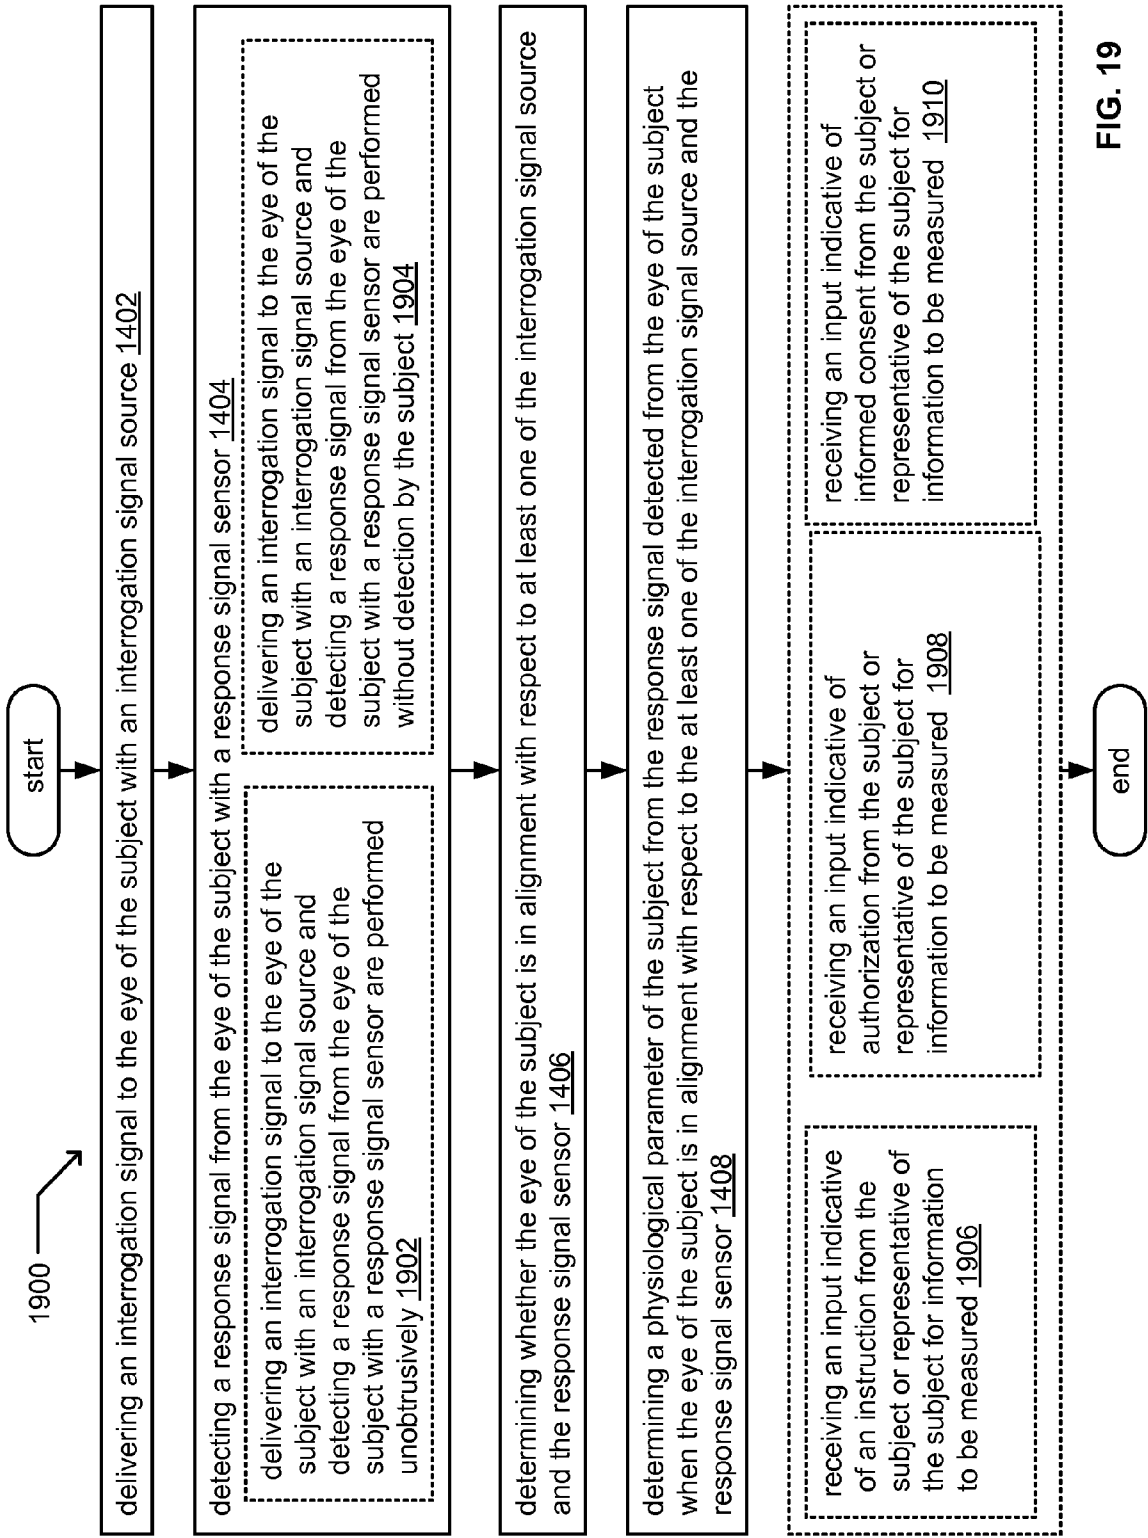 1900
start
delivering an interrogation signal to the eye of the subject with an interrogation signal source 1402
detecting a response signal from the eye of the subject with a response signal sensor 1404
delivering an interrogation signal to the eye of the
subject with an interrogation signal source and
detecting a response signal from the eye of the
subject with a response signal sensor are performed
unobtrusively 1902
delivering an interrogation signal to the eye of the
subject with an interrogation signal source and
detecting a response signal from the eye of the
subject with a response signal sensor are performed
without detection by the subject 1904
determining whether the eye of the subject is in alignment with respect to at least one of the interrogation signal source
and the response signal sensor 1406
determining a physiological parameter of the subject from the response signal detected from the eye of the subject
when the eye of the subject is in alignment with respect to the at least one of the interrogation signal source and the
response signal sensor 1408
receiving an input indicative
of an instruction from the
subject or representative of
the subject for information
to be measured 1906
receiving an input indicative of
authorization from the subject or
representative of the subject for
information to be measured 1908
receiving an input indicative of
informed consent from the subject or
representative of the subject for
information to be measured 1910
end
FIG. 19